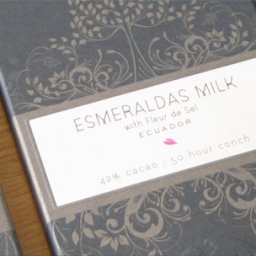 ESMERALDAS MILK
with Fleur de Sel
ECUADOR
42% cacao : 50 hour conch